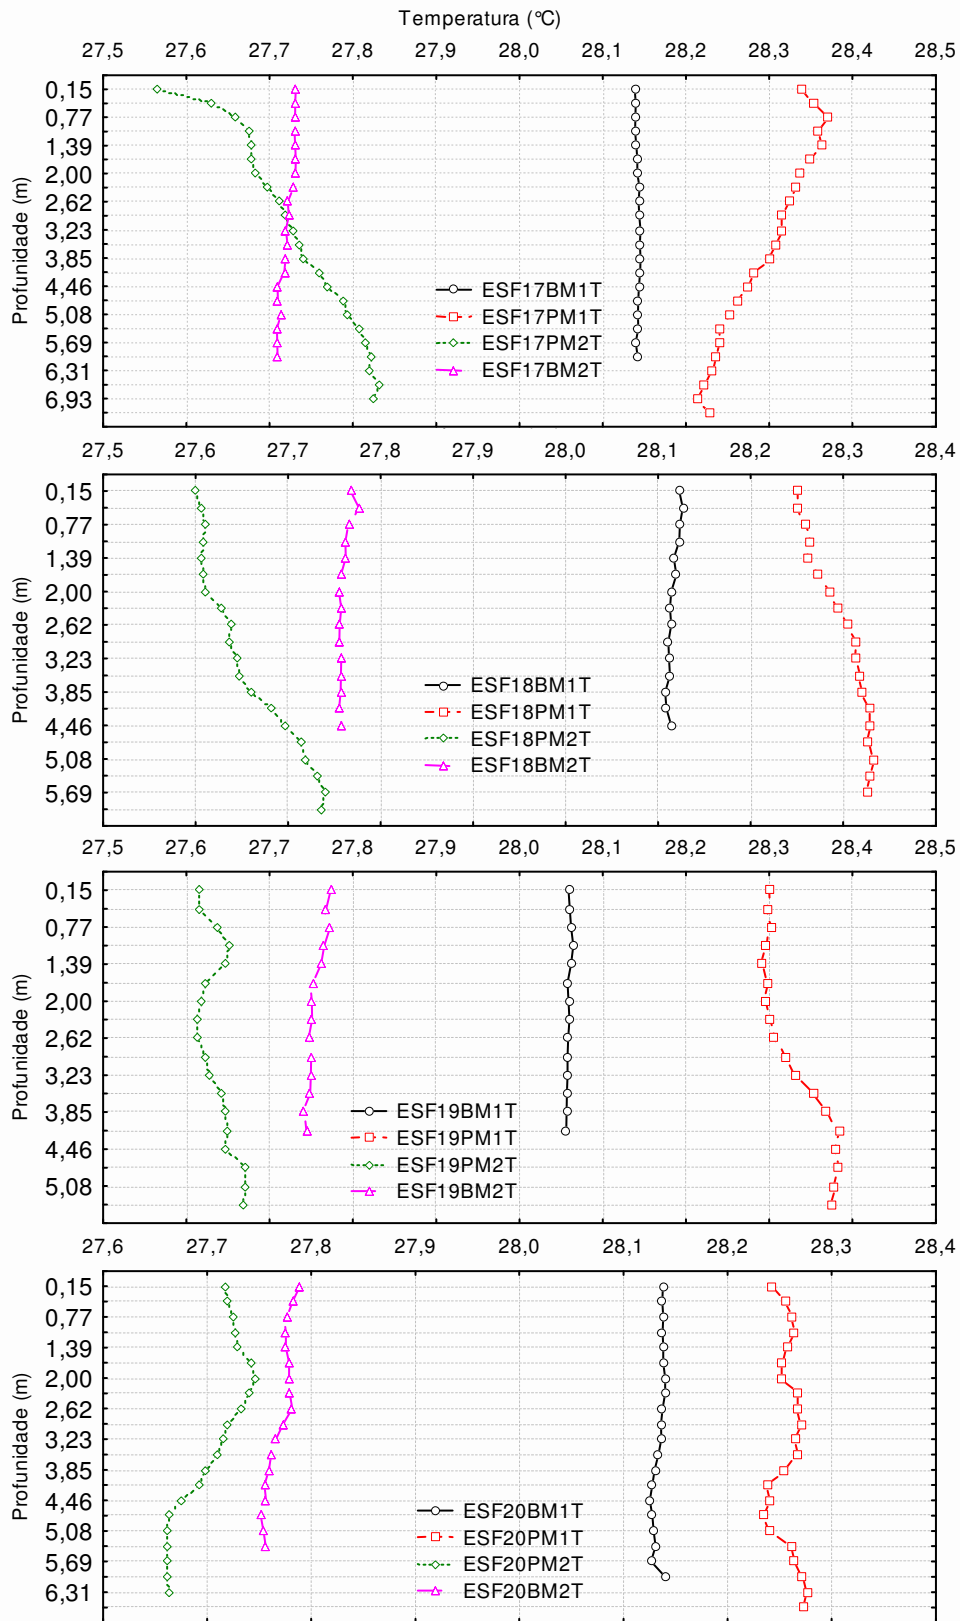 Temperatura (°C)
27,5 27,6 27,7 27,8 27,9 28,0 28,1 28,2 28,3 28,4 28,5
0,15
0,77
1,39
2,00
2,62
3,23
3,85
4,46
5,08
5,69
6,31
6,93
Profunidade (m)
ESF17BM1T
ESF17PM1T
ESF17PM2T
ESF17BM2T
27,5 27,6 27,7 27,8 27,9 28,0 28,1 28,2 28,3 28,4
0,15
0,77
1,39
2,00
2,62
3,23
3,85
4,46
5,08
5,69
Profunidade (m)
ESF18BM1T
ESF18PM1T
ESF18PM2T
ESF18BM2T
27,5 27,6 27,7 27,8 27,9 28,0 28,1 28,2 28,3 28,4 28,5
0,15
0,77
1,39
2,00
2,62
3,23
3,85
4,46
5,08
Profunidade (m)
ESF19BM1T
ESF19PM1T
ESF19PM2T
ESF19BM2T
27,6 27,7 27,8 27,9 28,0 28,1 28,2 28,3 28,4
0,15
0,77
1,39
2,00
2,62
3,23
3,85
4,46
5,08
5,69
6,31
Profunidade (m)
ESF20BM1T
ESF20PM1T
ESF20PM2T
ESF20BM2T